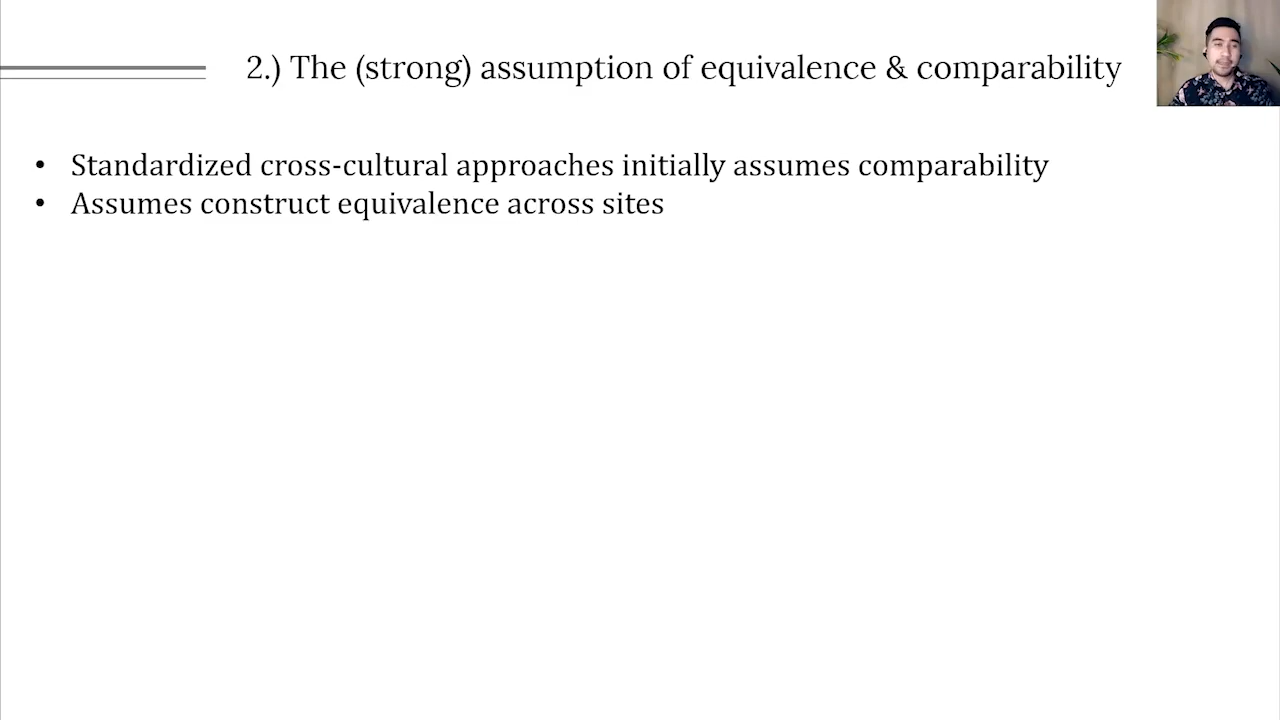 2.) The (strong) assumption of equivalence & comparability
• Standardized cross-cultural approaches initially assumes comparability
• Assumes construct equivalence across sites